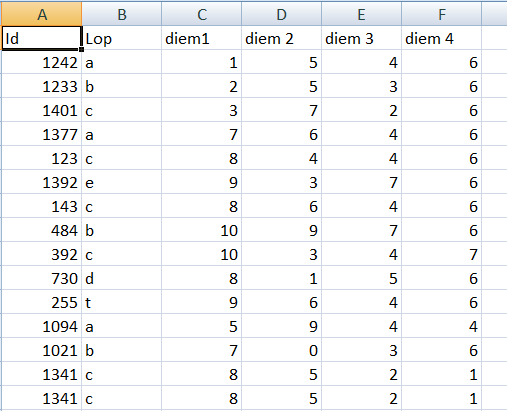 A B C D E F
Id Lop diem1 diem 2 diem 3 diem 4
1242 a 1 5 4 6
1233 b 2 5 3 6
1401 c 3 7 2 6
1377 a 7 6 4 6
123 c 8 4 4 6
1392 e 9 3 7 6
143 c 8 6 4 6
484 b 10 9 7 6
392 c 10 3 4 7
730 d 8 1 5 6
255 t 9 6 4 6
1094 a 5 9 4 4
1021 b 7 0 3 6
1341 c 8 5 2 1
1341 c 8 5 2 1